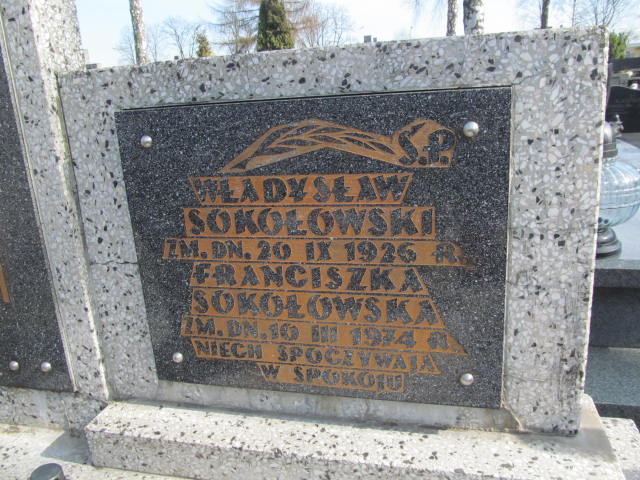 Ś.P.
WŁADYSŁAW
SOKOŁOWSKI
ZM. DN. 20 IX 1926 R.
FRANCISZKA
SOKOŁOWSKA
ZM. DN. 10 III 1974 R.
NIECH SPOCZYWAJĄ
W SPOKOJU